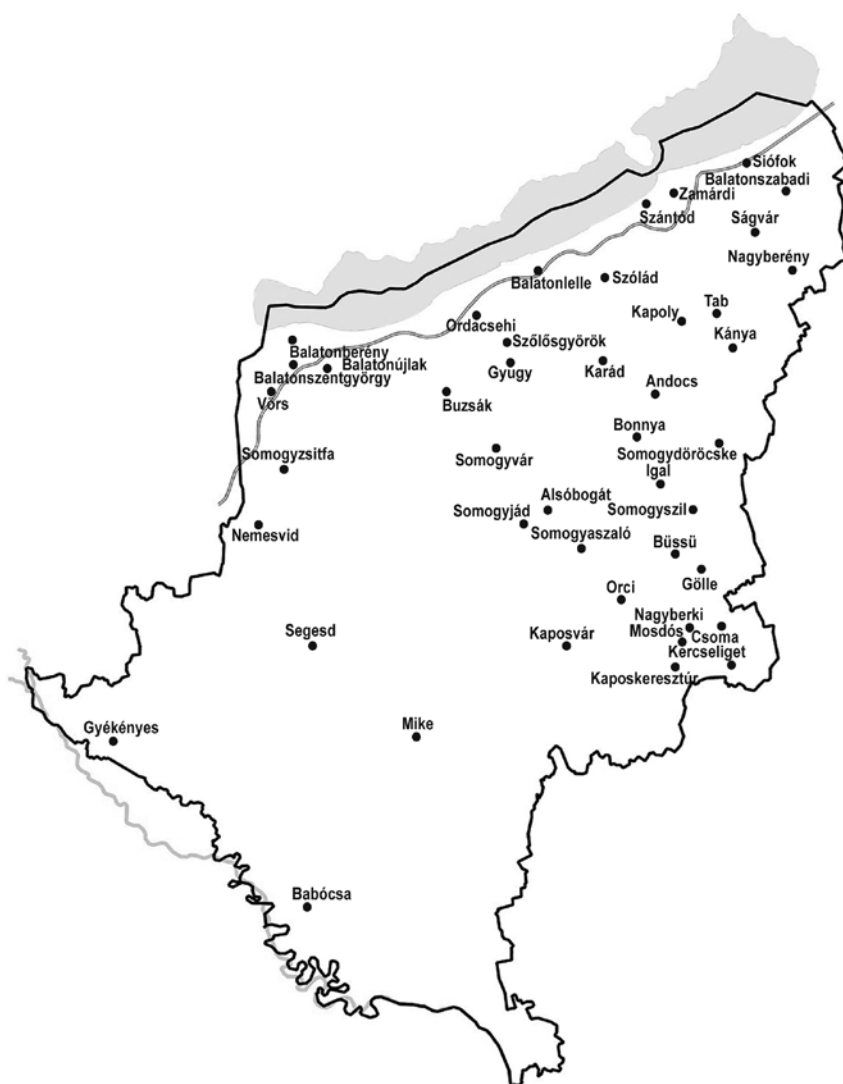 Siófok
Balatonszabadi
Zamárdi
Szántód
Ságvár
Nagyberény
Balatonlelle
Szólád
Tab
Kapoly
Ordacsehi
Kánya
Szőlősgyörök
Balatonberény
Balatonújlak
Gyugy
Karád
Balatonszentgyörgy
Andocs
Vörs
Buzsák
Bonnya
Somogyzsitfa
Somogyvár
Somogydöröcske
Igal
Alsóbogát
Somogyjád
Somogyszil
Nemesvid
Somogyaszaló
Büssü
Gölle
Orci
Nagyberki
Segesd
Kaposvár
Mosdós
Csoma
Kercseliget
Kaposkeresztúr
Gyékényes
Mike
Babócsa